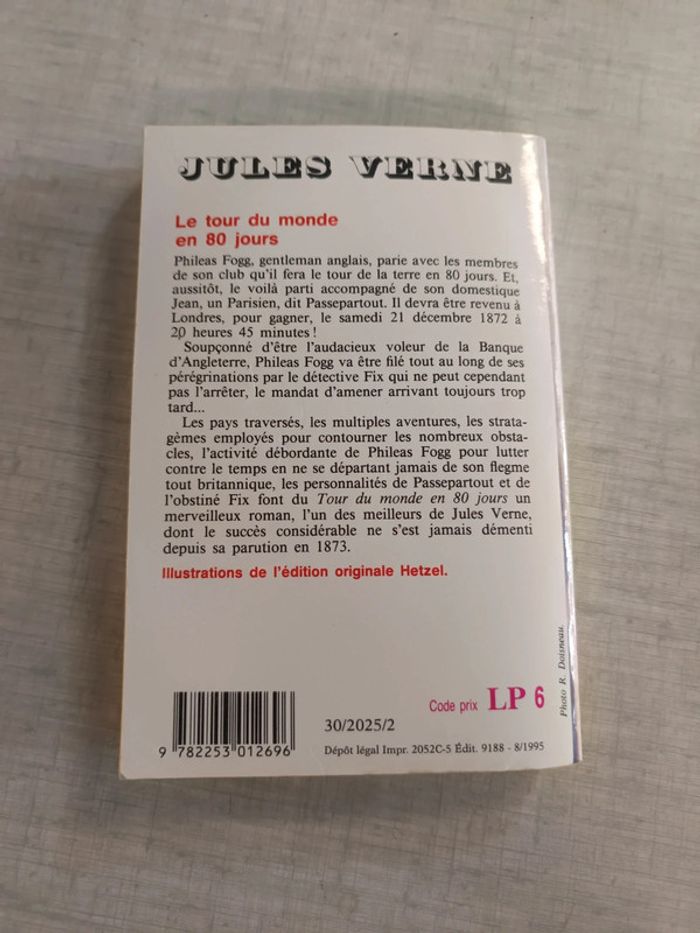 JULES VERNE
Le tour du monde
en 80 jours
Phileas Fogg, gentleman anglais, parie avec les membres
de son club qu'il fera le tour de la terre en 80 jours. Et,
aussitôt, le voilà parti accompagné de son domestique
Jean, un Parisien, dit Passepartout. Il devra être revenu à
Londres, pour gagner, le samedi 21 décembre 1872 à
20 heures 45 minutes !
Soupçonné d'être l'audacieux voleur de la Banque
d'Angleterre, Phileas Fogg va être filé tout au long de ses
pérégrinations par le détective Fix qui ne peut cependant
pas l'arrêter, le mandat d'amener arrivant toujours trop
tard...
Les pays traversés, les multiples aventures, les strata-
gèmes employés pour contourner les nombreux obsta-
cles, l'activité débordante de Phileas Fogg pour lutter
contre le temps en ne se départant jamais de son flegme
tout britannique, les personnalités de Passepartout et de
l'obstiné Fix font du Tour du monde en 80 jours un
merveilleux roman, l'un des meilleurs de Jules Verne,
dont le succès considérable ne s'est jamais démenti
depuis sa parution en 1873.
Illustrations de l'édition originale Hetzel.
Photo R. Doisneau.
Code prix LP 6
30/2025/2
9 782253 012696
Dépôt légal Impr. 2052C-5 Édit. 9188 - 8/1995